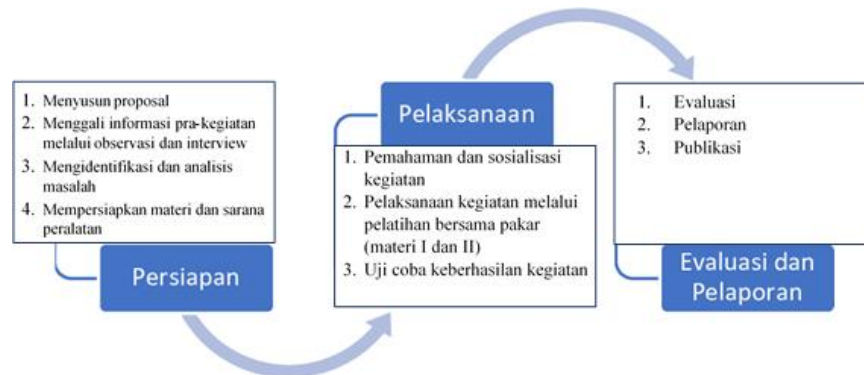 1. Menyusun proposal
2. Menggali informasi pra-kegiatan
melalui observasi dan interview
3. Mengidentifikasi dan analisis
masalah
4. Mempersiapkan materi dan sarana
peralatan
Persiapan
Pelaksanaan
1. Pemahaman dan sosialisasi
kegiatan
2. Pelaksanaan kegiatan melalui
pelatihan bersama pakar
(materi I dan II)
3. Uji coba keberhasilan kegiatan
1. Evaluasi
2. Pelaporan
3. Publikasi
Evaluasi dan
Pelaporan